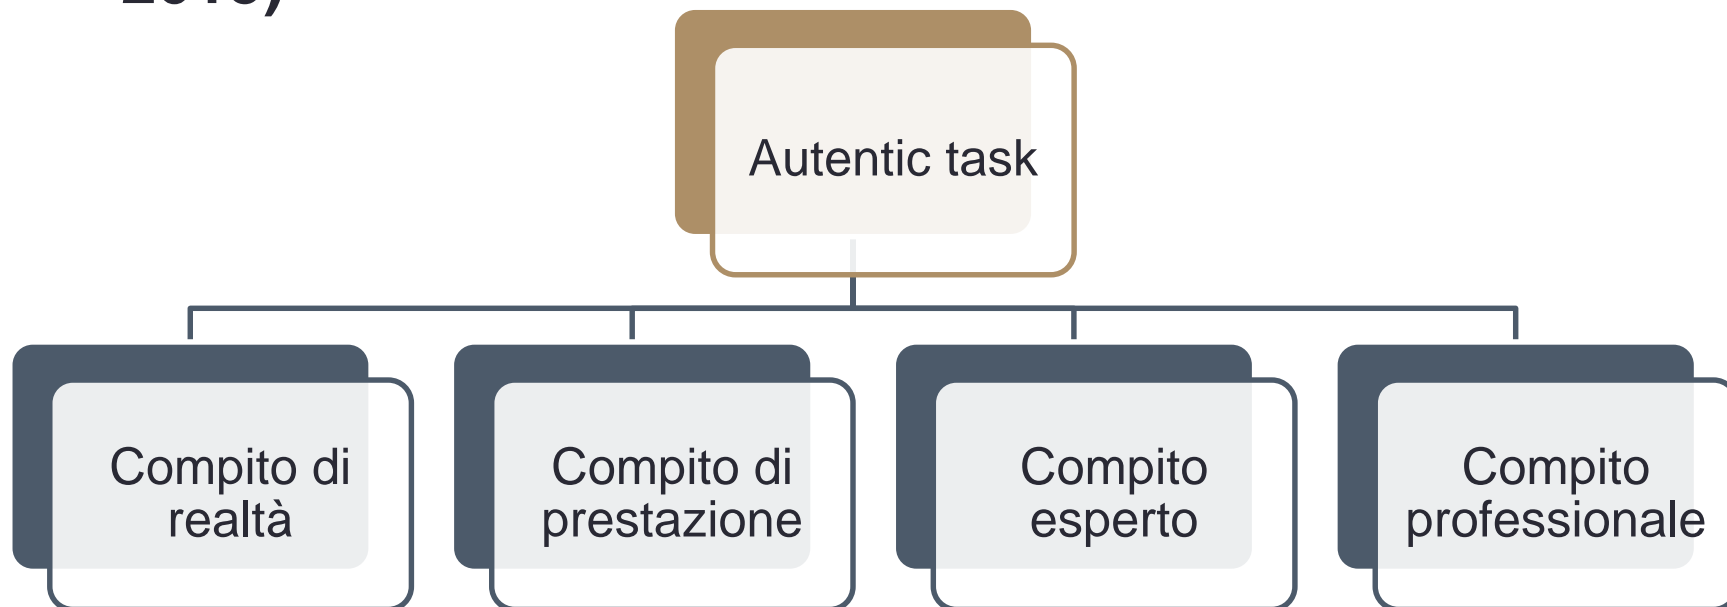 Autentic task
Compito di
realtà
Compito di
prestazione
Compito
esperto
Compito
professionale